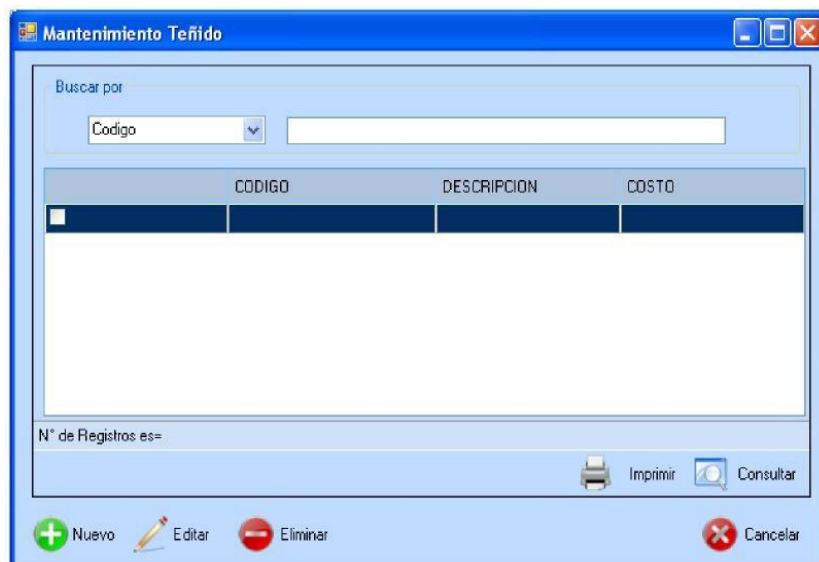 Mantenimiento Teñido
Buscar por
Codigo
CODIGO DESCRIPCION COSTO
N° de Registros es=
Imprimir Consultar
Nuevo Editar Eliminar Cancelar